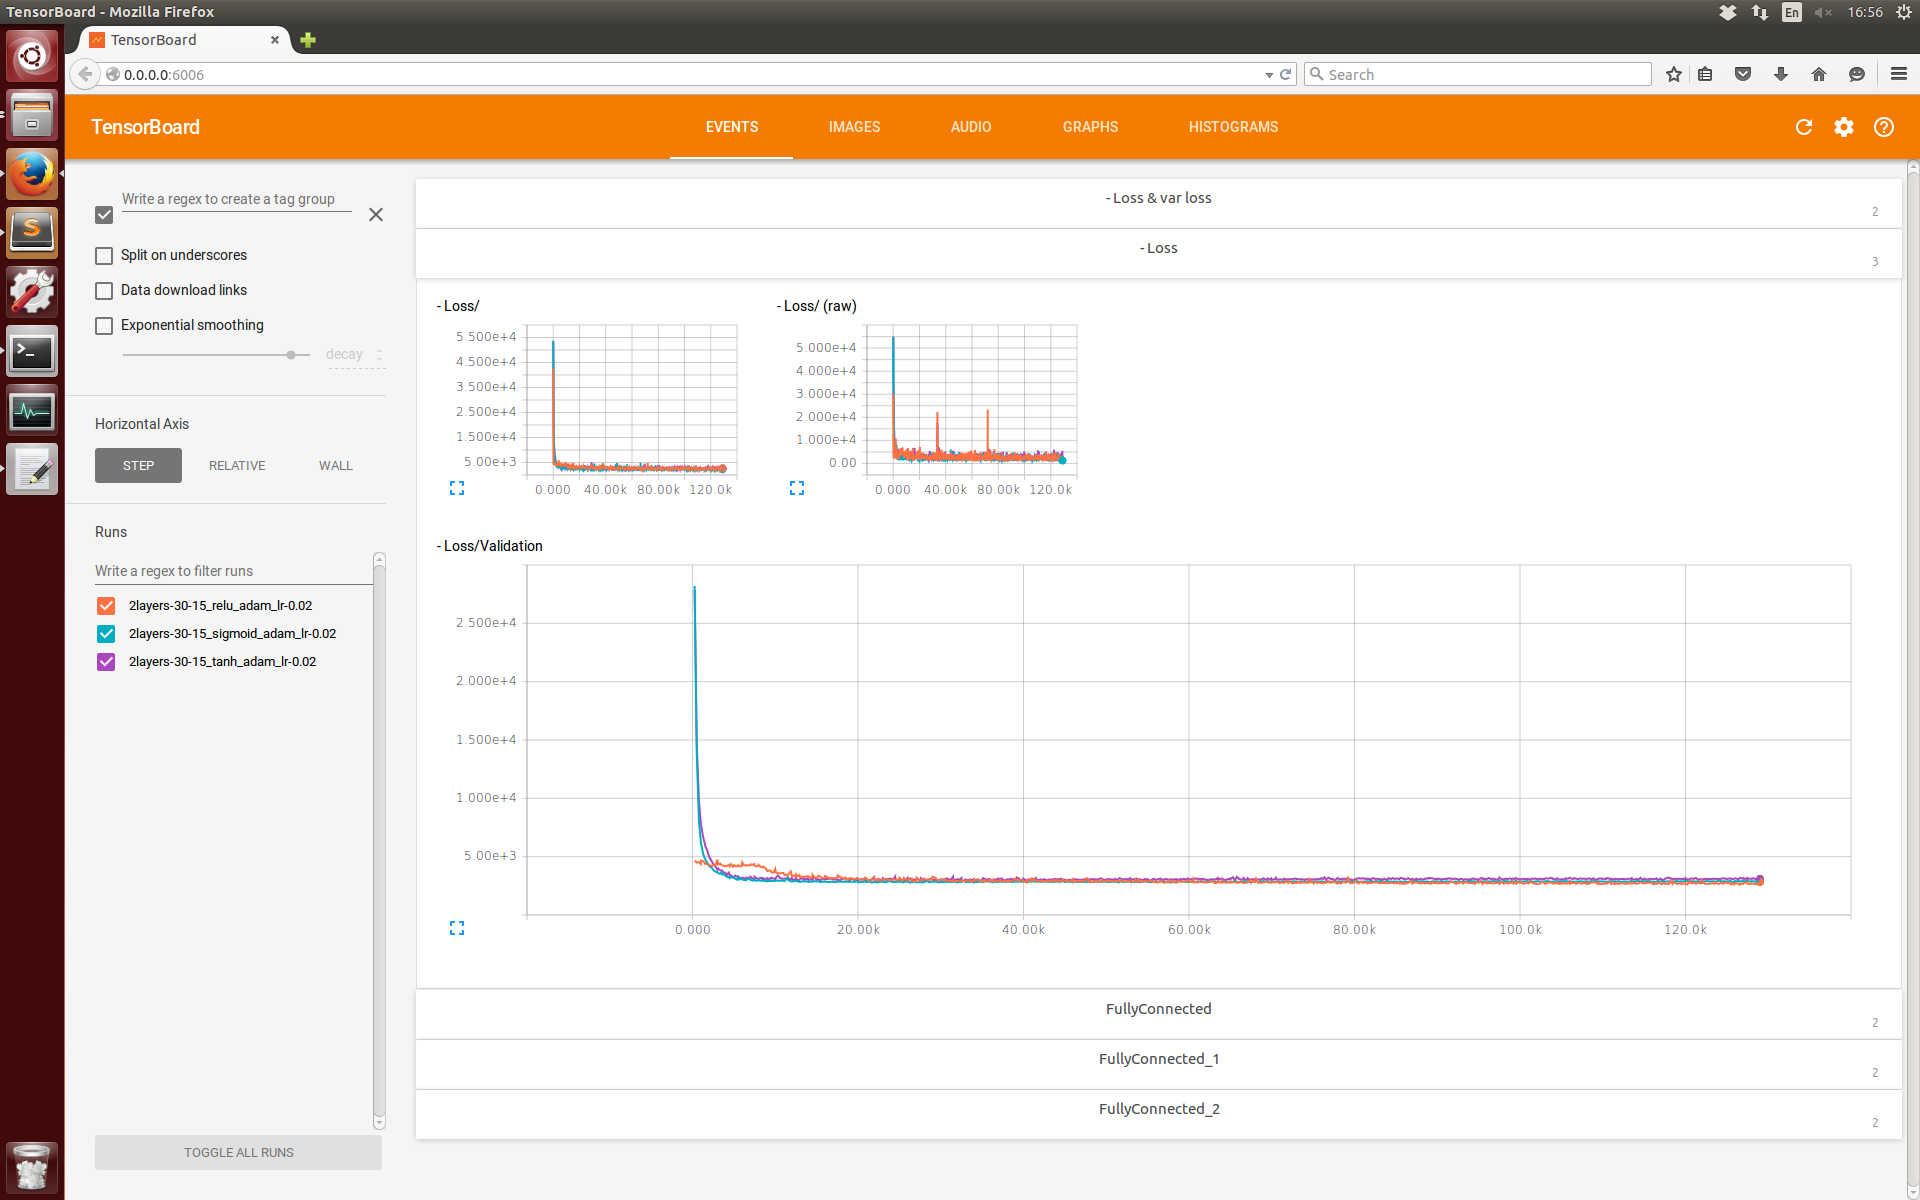 TensorBoard - Mozilla Firefox
En
16:56
TensorBoard
0.0.0.0:6006
Search
TensorBoard
EVENTS
IMAGES
AUDIO
GRAPHS
HISTOGRAMS
Write a regex to create a tag group
Split on underscores
Data download links
Exponential smoothing
decay
Horizontal Axis
STEP
RELATIVE
WALL
Runs
Write a regex to filter runs
2layers-30-15_relu_adam_lr-0.02
2layers-30-15_sigmoid_adam_lr-0.02
2layers-30-15_tanh_adam_lr-0.02
TOGGLE ALL RUNS
- Loss & var loss
2
- Loss
3
- Loss/
5.500e+4
4.500e+4
3.500e+4
2.500e+4
1.500e+4
5.00e+3
0.000 40.00k 80.00k 120.0k
- Loss/ (raw)
5.000e+4
4.000e+4
3.000e+4
2.000e+4
1.000e+4
0.00
0.000 40.00k 80.00k 120.0k
- Loss/Validation
2.500e+4
2.000e+4
1.500e+4
1.000e+4
5.00e+3
0.000 20.00k 40.00k 60.00k 80.00k 100.0k 120.0k
FullyConnected
2
FullyConnected_1
2
FullyConnected_2
2